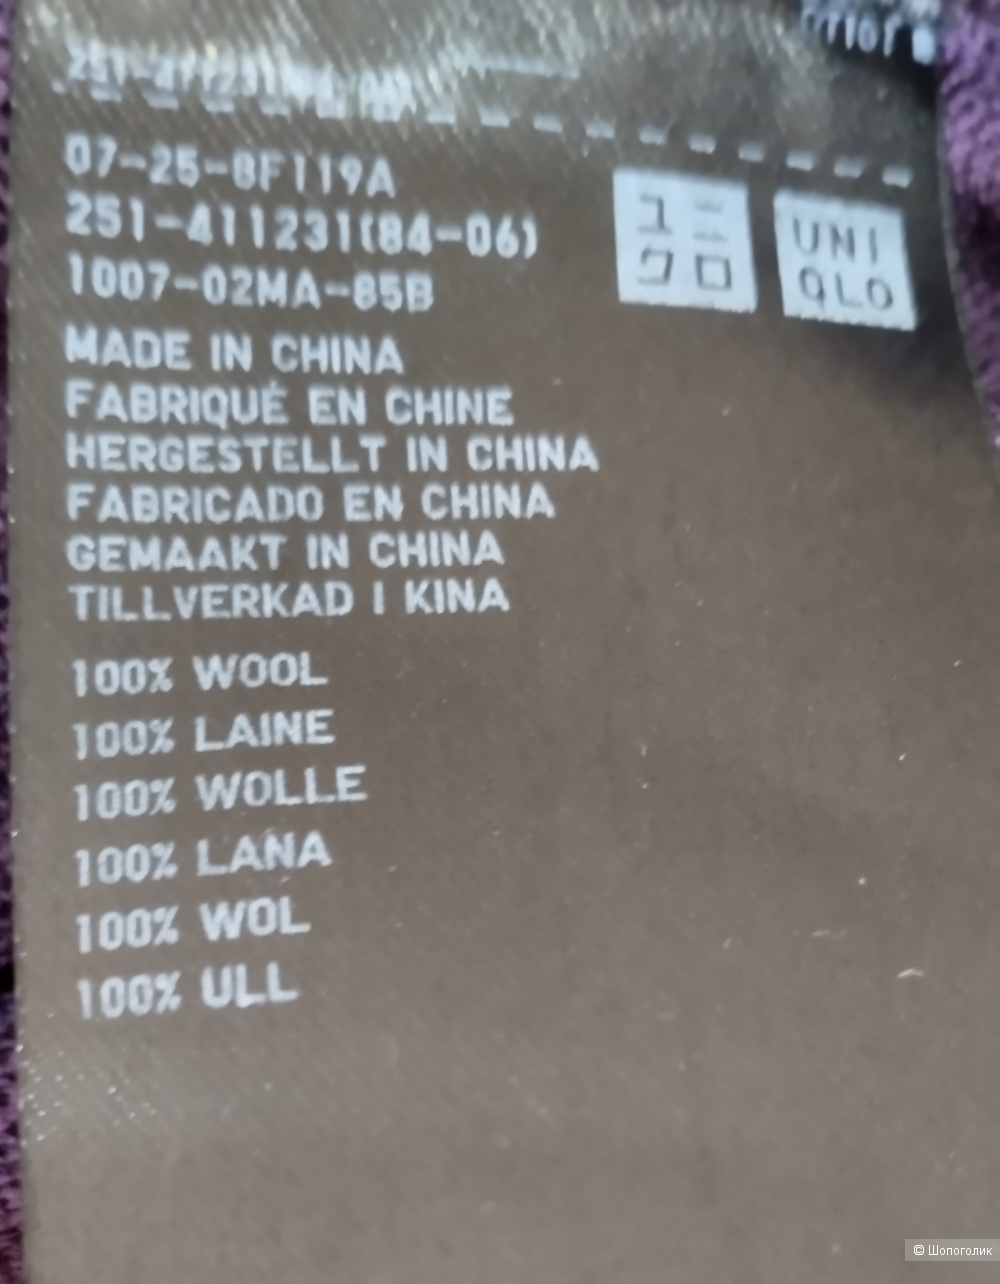 07-25-8F119A
251-411231(84-06)
1007-02MA-85B
ユニ
クロ
UNI
QLO
MADE IN CHINA
FABRIQUÉ EN CHINE
HERGESTELLT IN CHINA
FABRICADO EN CHINA
GEMAAKT IN CHINA
TILLVERKAD I KINA
100% WOOL
100% LAINE
100% WOLLE
100% LANA
100% WOL
100% ULL
© Шопоголик